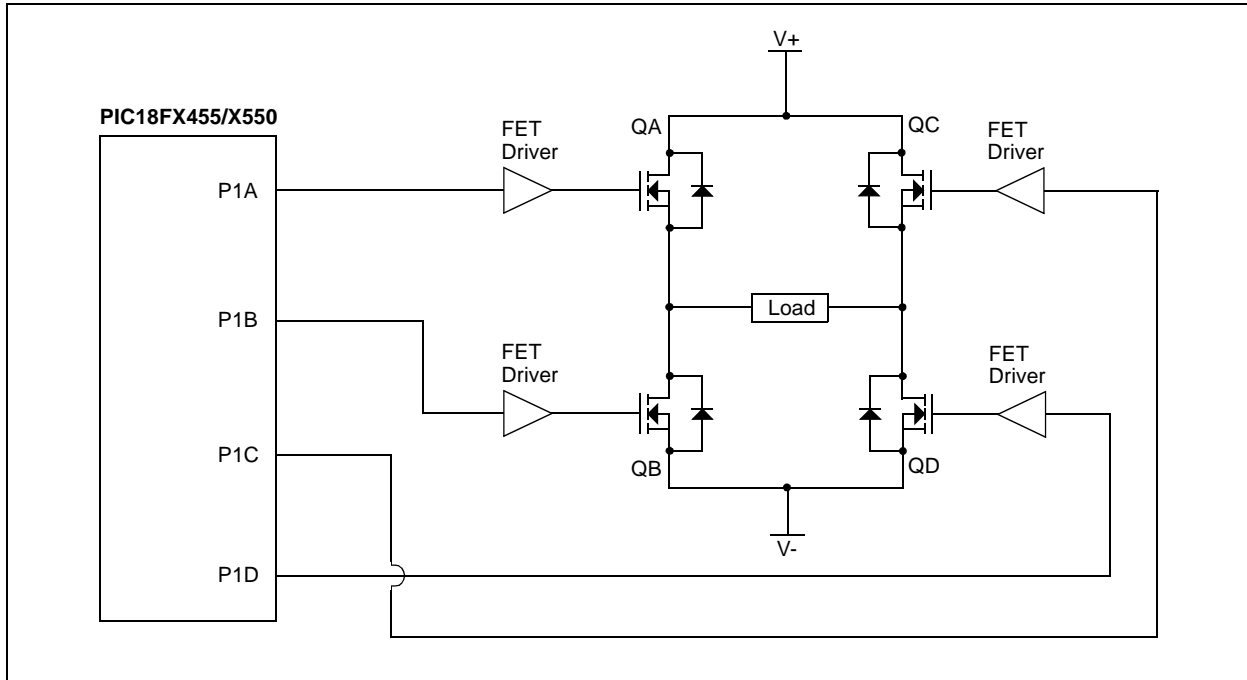 V+
PIC18FX455/X550
FET
Driver
QA
QC
FET
Driver
P1A
P1B
Load
FET
Driver
FET
Driver
P1C
QB
QD
V-
P1D